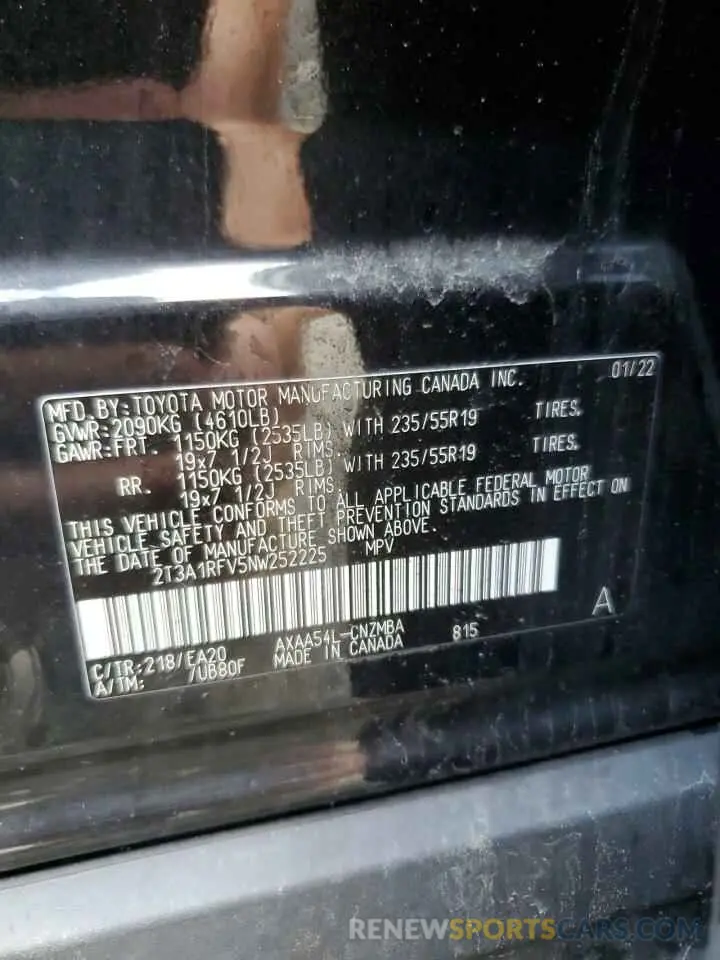 MFD.BY:TOYOTA MOTOR MANUFACTURING CANADA INC. 01/22
GVWR:2090KG (4610LB)
GAWR:FRT. 1150KG (2535LB) WITH 235/55R19 TIRES,
19x7 1/2J RIMS.
RR. 1150KG (2535LB) WITH 235/55R19 TIRES,
19x7 1/2J RIMS.
THIS VEHICLE CONFORMS TO ALL APPLICABLE FEDERAL MOTOR
VEHICLE SAFETY AND THEFT PREVENTION STANDARDS IN EFFECT ON
THE DATE OF MANUFACTURE SHOWN ABOVE.
2T3A1RFV5NW252225 MPV
A
C/TR:218/EA20 AXAA54L-CNZMBA 815
A/TM: /UB80F MADE IN CANADA
RENEWSPORTSCARS.COM